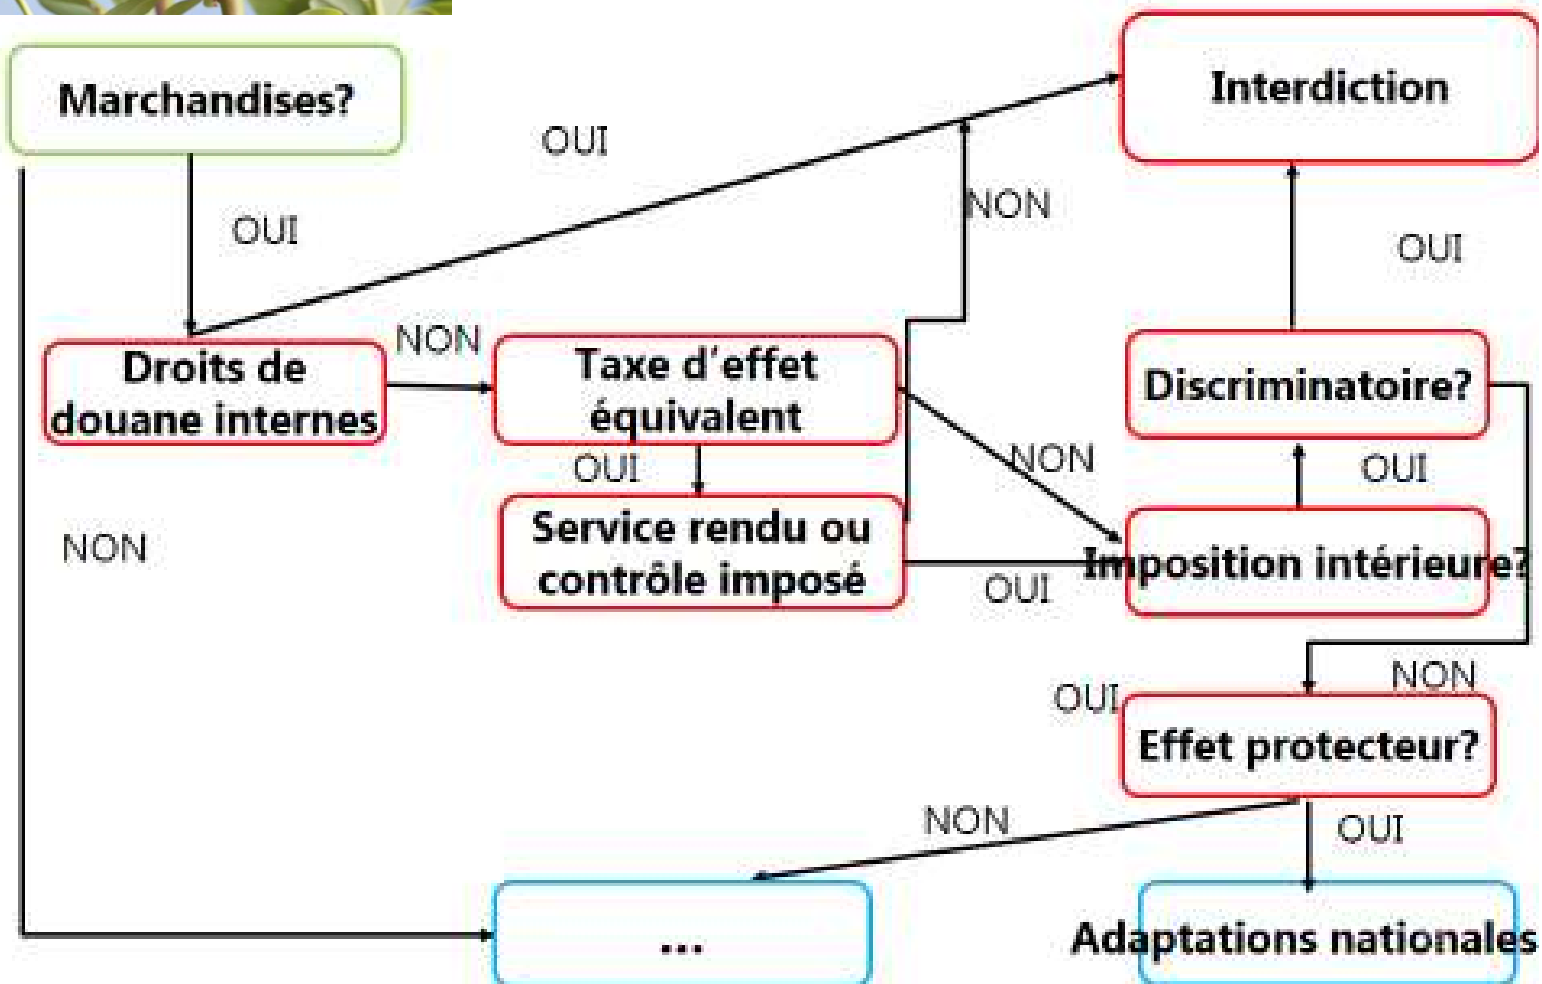 Marchandises?
Interdiction
OUI
NON
OUI
OUI
NON
Droits de
douane internes
Taxe d'effet
équivalent
Discriminatoire?
OUI
NON
OUI
Service rendu ou
contrôle imposé
NON
OUI
Imposition intérieure?
NON
OUI
Effet protecteur?
NON
OUI
...
Adaptations nationales